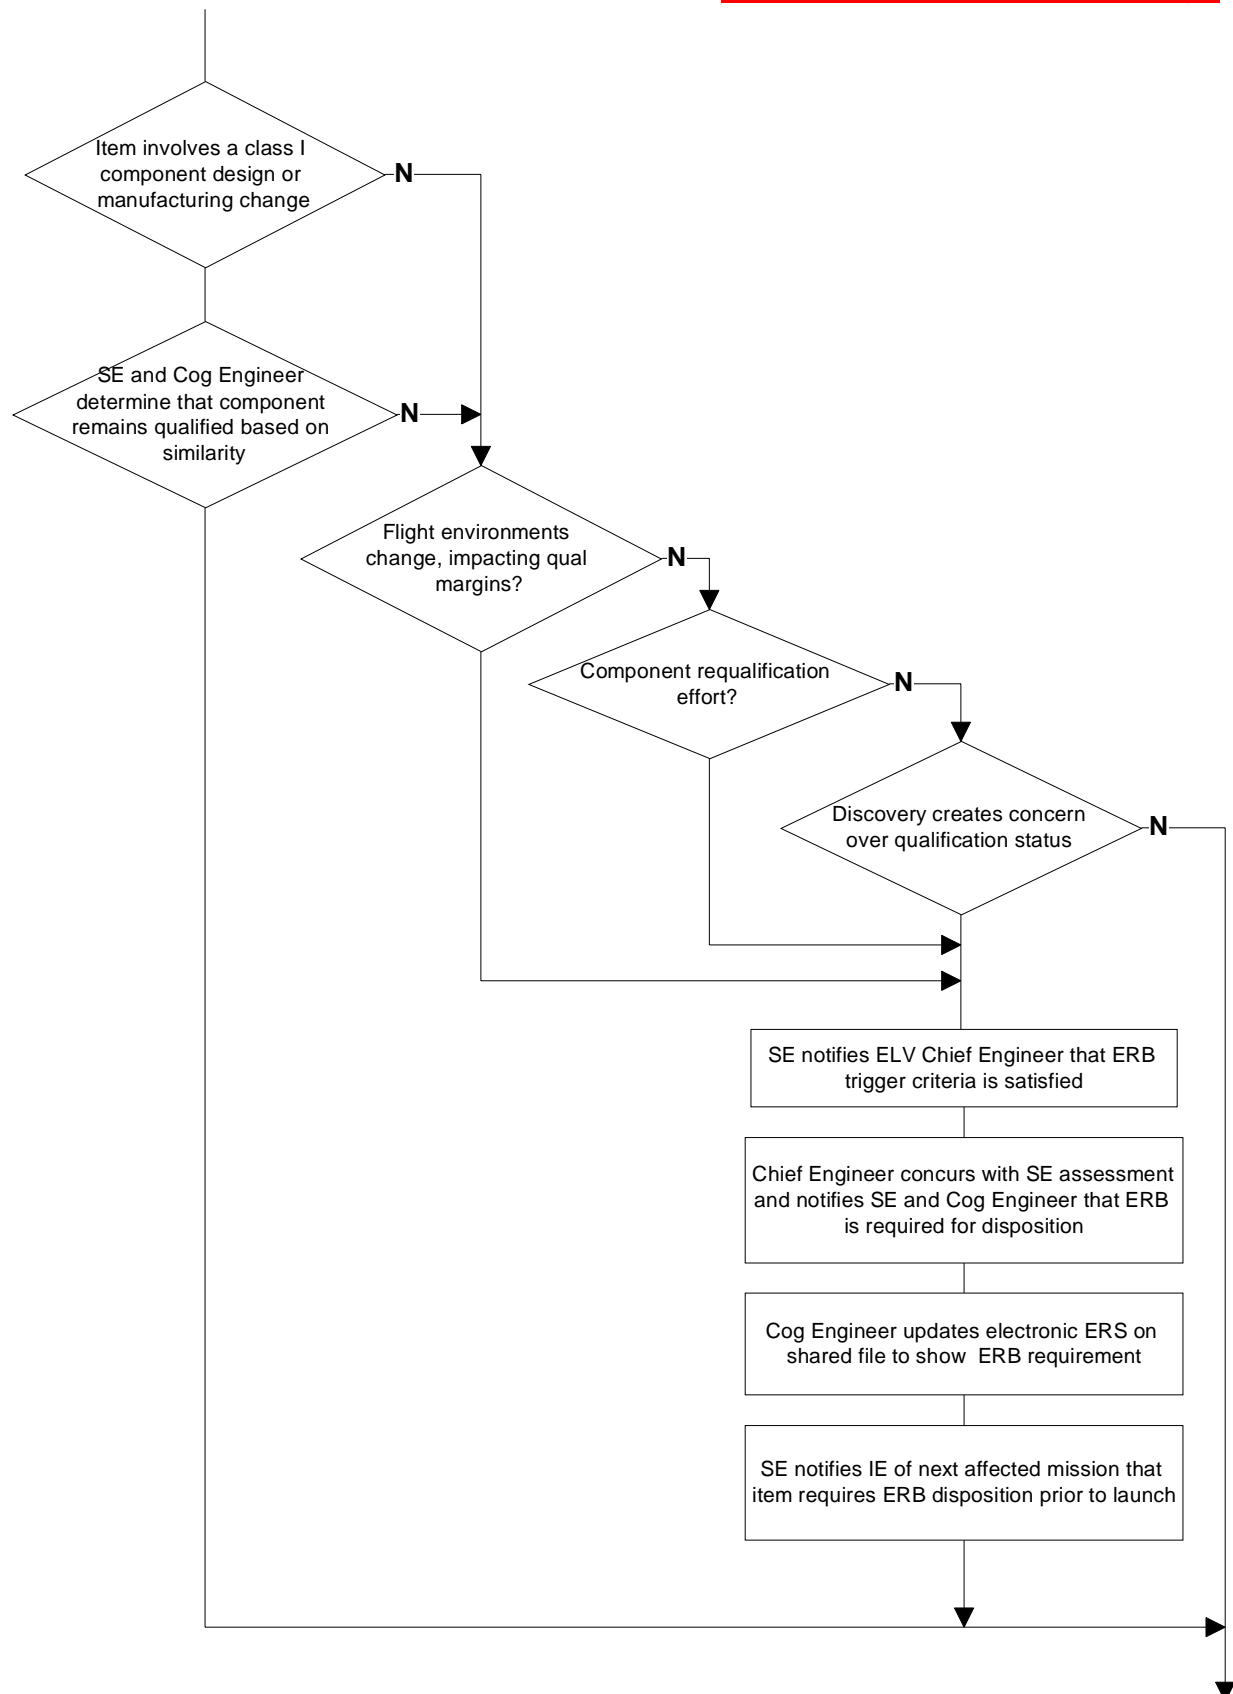 Item involves a class I
component design or
manufacturing change
N
SE and Cog Engineer
determine that component
remains qualified based on
similarity
N
Flight environments
change, impacting qual
margins?
N
Component requalification
effort?
N
Discovery creates concern
over qualification status
N
SE notifies ELV Chief Engineer that ERB
trigger criteria is satisfied
Chief Engineer concurs with SE assessment
and notifies SE and Cog Engineer that ERB
is required for disposition
Cog Engineer updates electronic ERS on
shared file to show ERB requirement
SE notifies IE of next affected mission that
item requires ERB disposition prior to launch